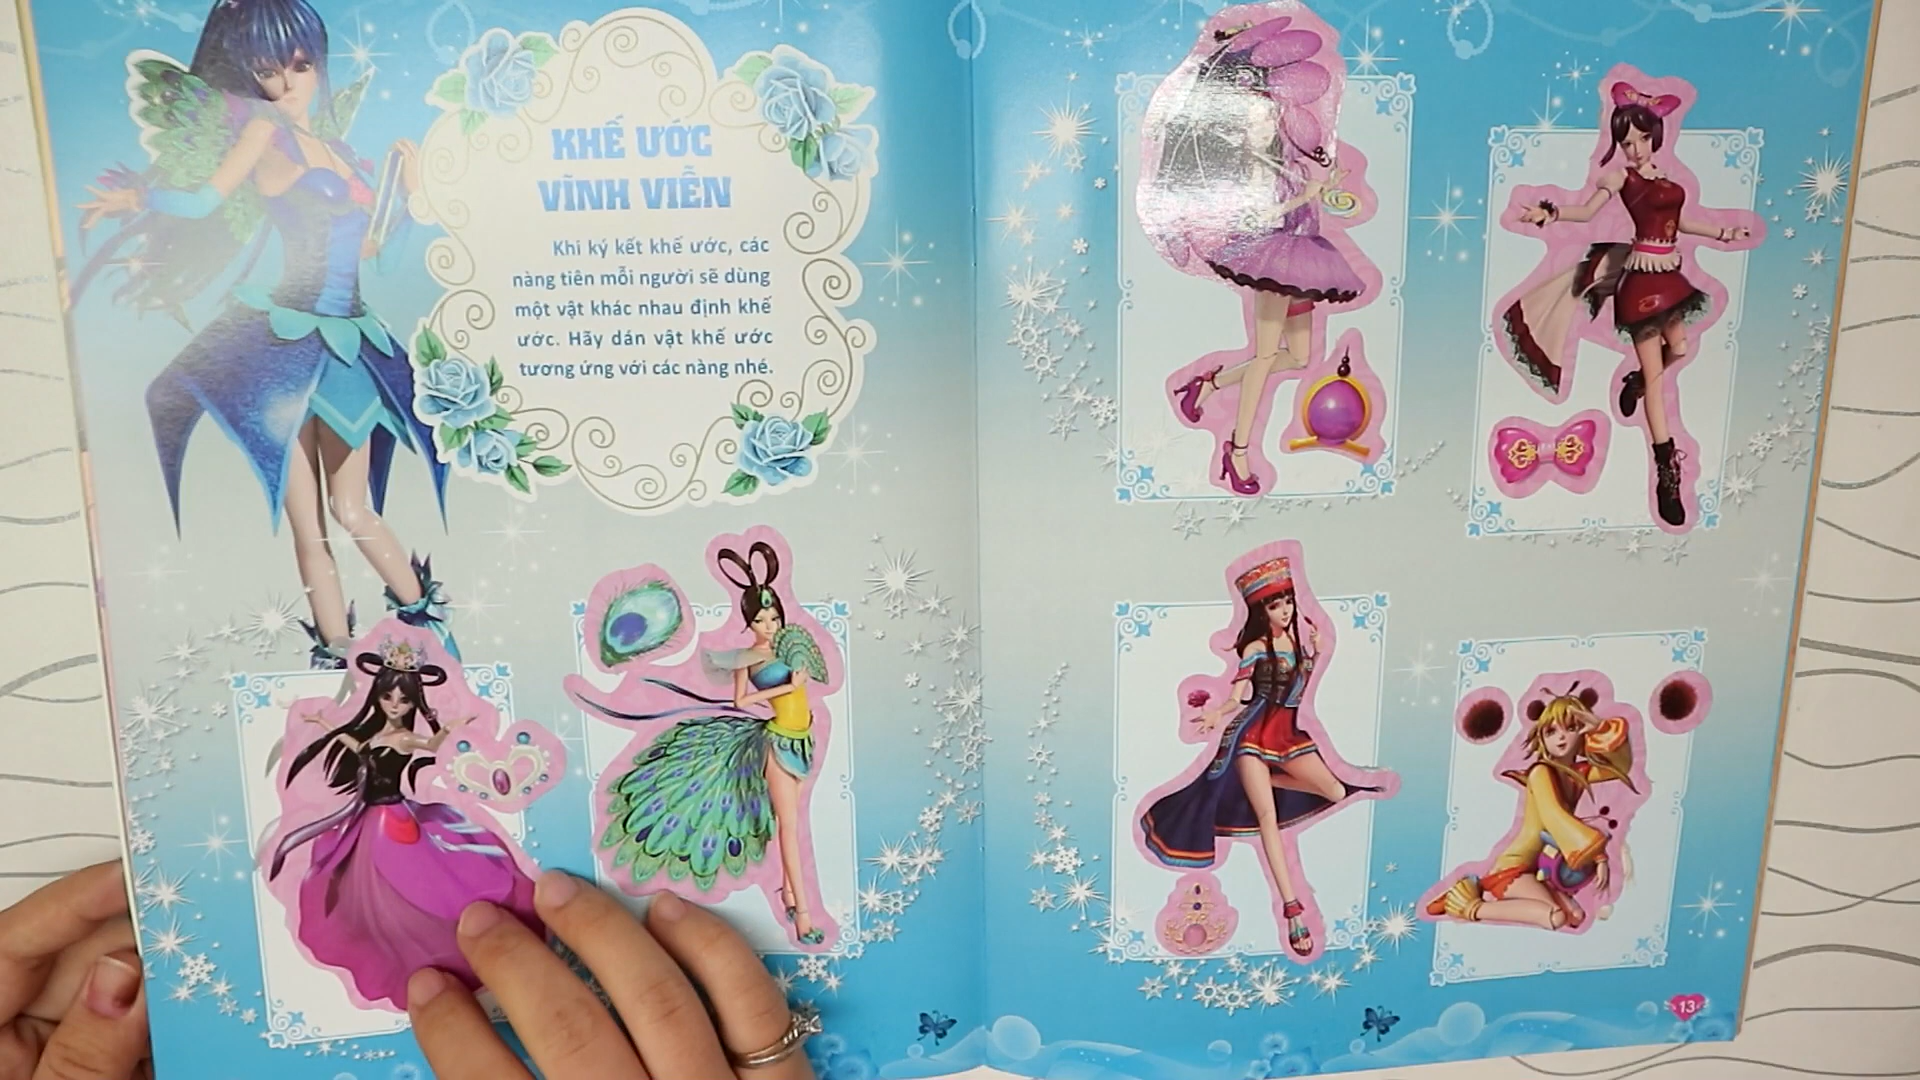 KHẾ ƯỚC
VĨNH VIỄN
Khi ký kết khế ước, các
nàng tiên mỗi người sẽ dùng
một vật khác nhau định khế
ước. Hãy dán vật khế ước
tương ứng với các nàng nhé.
13